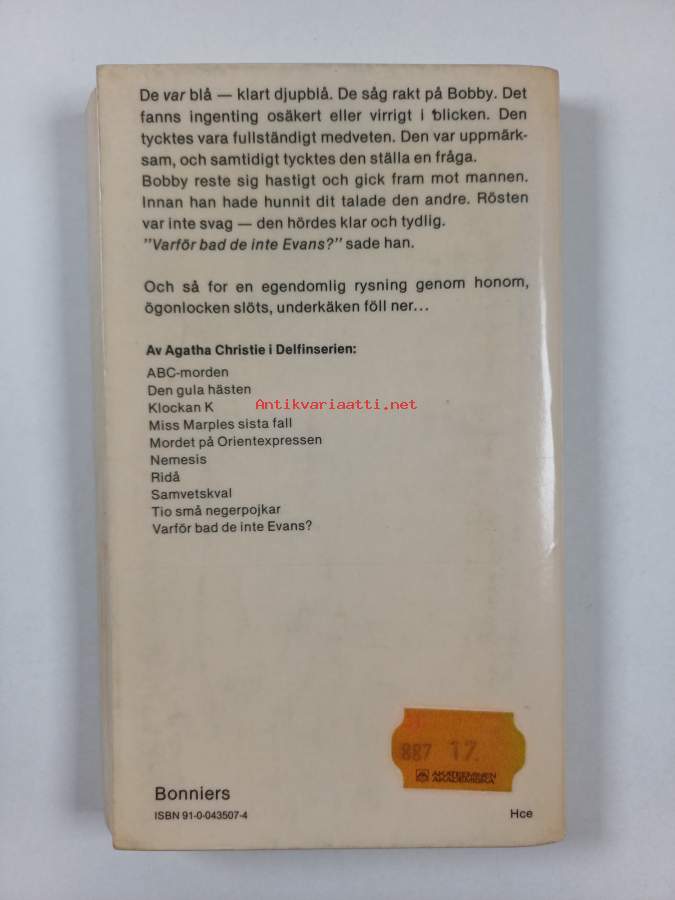 De var blå — klart djupblå. De såg rakt på Bobby. Det
fanns ingenting osäkert eller virrigt i blicken. Den
tycktes vara fullständigt medveten. Den var uppmärk-
sam, och samtidigt tycktes den ställa en fråga.
Bobby reste sig hastigt och gick fram mot mannen.
Innan han hade hunnit dit talade den andre. Rösten
var inte svag — den hördes klar och tydlig.
”Varför bad de inte Evans?” sade han.
Och så for en egendomlig rysning genom honom,
ögonlocken slöts, underkäken föll ner...
Av Agatha Christie i Delfinserien:
ABC-morden
Den gula hästen
Klockan K
Antikvariaatti.net
Miss Marples sista fall
Mordet på Orientexpressen
Nemesis
Ridå
Samvetskval
Tio små negerpojkar
Varför bad de inte Evans?
887 17.
AKATEEMINEN
AKADEMISKA
Bonniers
ISBN 91-0-043507-4
Hce